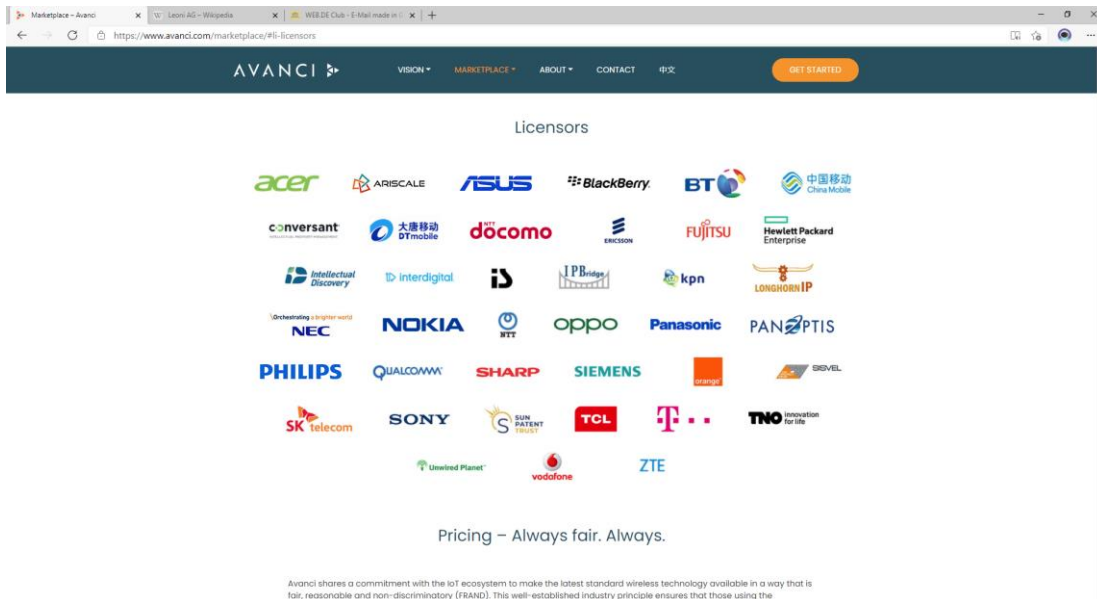 Marketplace – Avanci
Leoni AG – Wikipedia
WEB.DE Club - E-Mail made in G
https://www.avanci.com/marketplace/#li-licensors
AVANCI
VISION
MARKETPLACE
ABOUT
CONTACT
中文
GET STARTED
Licensors
acer
ARISCALE
ASUS
BlackBerry.
BT
中国移动
China Mobile
conversant
大唐移动
DTmobile
NTT
döcomo
ERICSSON
FUJITSU
Hewlett Packard
Enterprise
Intellectual
Discovery
interdigital
iS
IPBridge
kpn
LONGHORN IP
\Orchestrating a brighter world
NEC
NOKIA
NTT
oppo
Panasonic
PANOPTIS
PHILIPS
QUALCOMM
SHARP
SIEMENS
orange
SISVEL
SK telecom
SONY
SUN
PATENT
TRUST
TCL
T
TNO innovation
for life
Unwired Planet
vodafone
ZTE
Pricing – Always fair. Always.
Avanci shares a commitment with the IoT ecosystem to make the latest standard wireless technology available in a way that is
fair, reasonable and non-discriminatory (FRAND). This well-established industry principle ensures that those using the